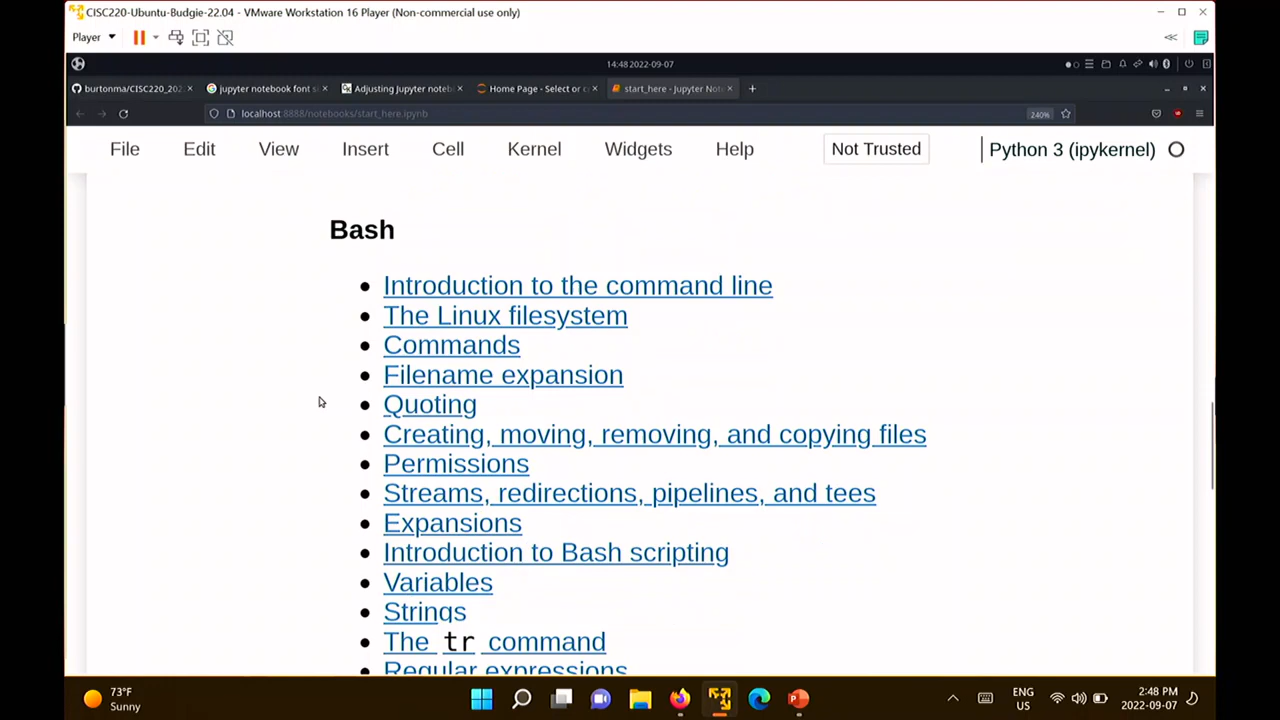 CISC220-Ubuntu-Budgie-22.04 - VMware Workstation 16 Player (Non-commercial use only)
Player
14:48 2022-09-07
burtonma/CISC220_202
jupyter notebook font s
Adjusting Jupyter noteb
Home Page - Select or c
start_here - Jupyter Not
localhost:8888/notebooks/start_here.ipynb
240%
File Edit View Insert Cell Kernel Widgets Help Not Trusted Python 3 (ipykernel)
Bash
Introduction to the command line
The Linux filesystem
Commands
Filename expansion
Quoting
Creating, moving, removing, and copying files
Permissions
Streams, redirections, pipelines, and tees
Expansions
Introduction to Bash scripting
Variables
Strings
The tr command
Regular expressions
73°F
Sunny
ENG
US
2:48 PM
2022-09-07